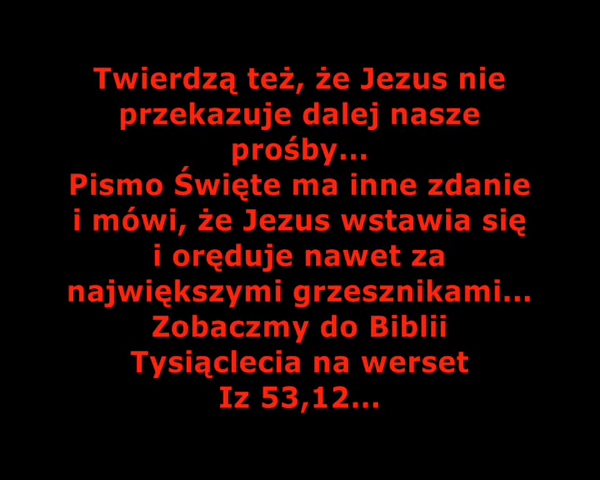 Twierdzą też, że Jezus nie
przekazuje dalej nasze
prośby...
Pismo Święte ma inne zdanie
i mówi, że Jezus wstawia się
i oręduje nawet za
największymi grzesznikami...
Zobaczmy do Biblii
Tysiąclecia na werset
Iz 53,12...